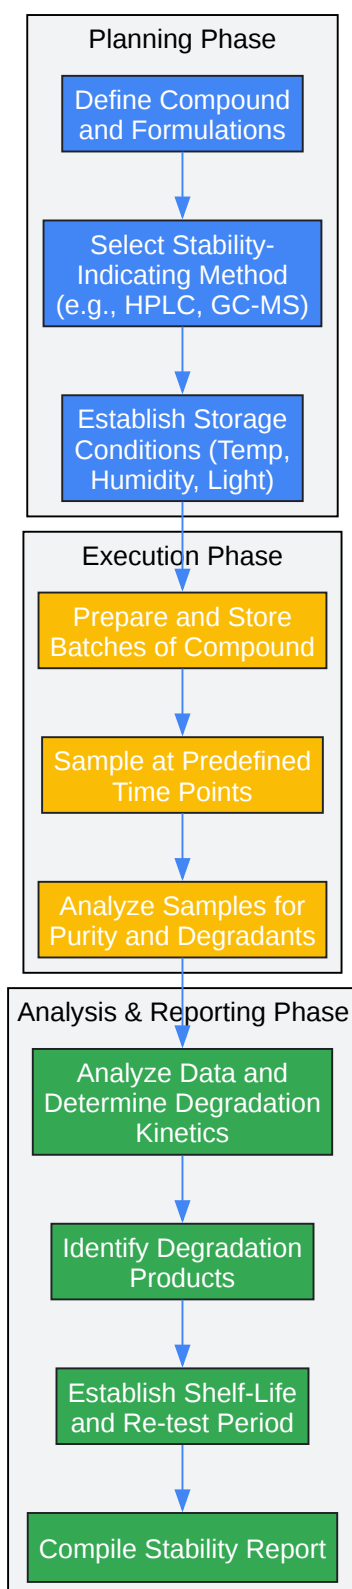 Planning Phase
Define Compound
and Formulations
Select Stability-
Indicating Method
(e.g., HPLC, GC-MS)
Establish Storage
Conditions (Temp,
Humidity, Light)
Execution Phase
Prepare and Store
Batches of Compound
Sample at Predefined
Time Points
Analyze Samples for
Purity and Degradants
Analysis & Reporting Phase
Analyze Data and
Determine Degradation
Kinetics
Identify Degradation
Products
Establish Shelf-Life
and Re-test Period
Compile Stability Report